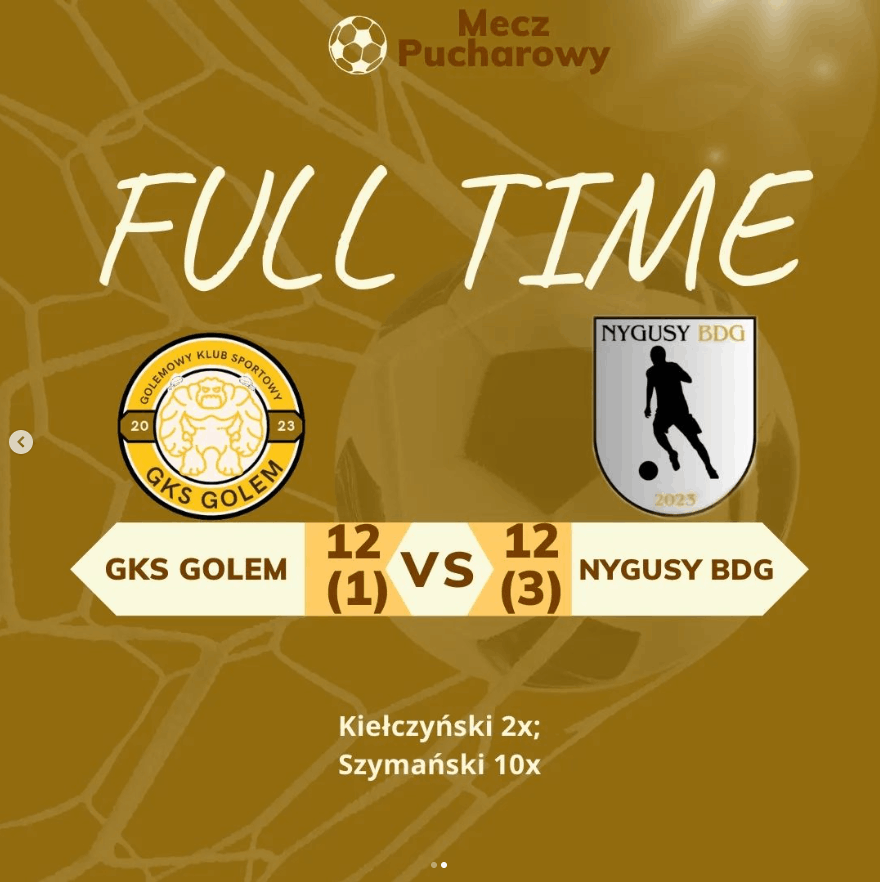 Mecz
Pucharowy
FULL TIME
GOLEMOWY KLUB SPORTOWY
20 23
GKS GOLEM
NYGUSY BDG
2023
GKS GOLEM
12
(1)
VS
12
(3)
NYGUSY BDG
Kiełczyński 2x;
Szymański 10x